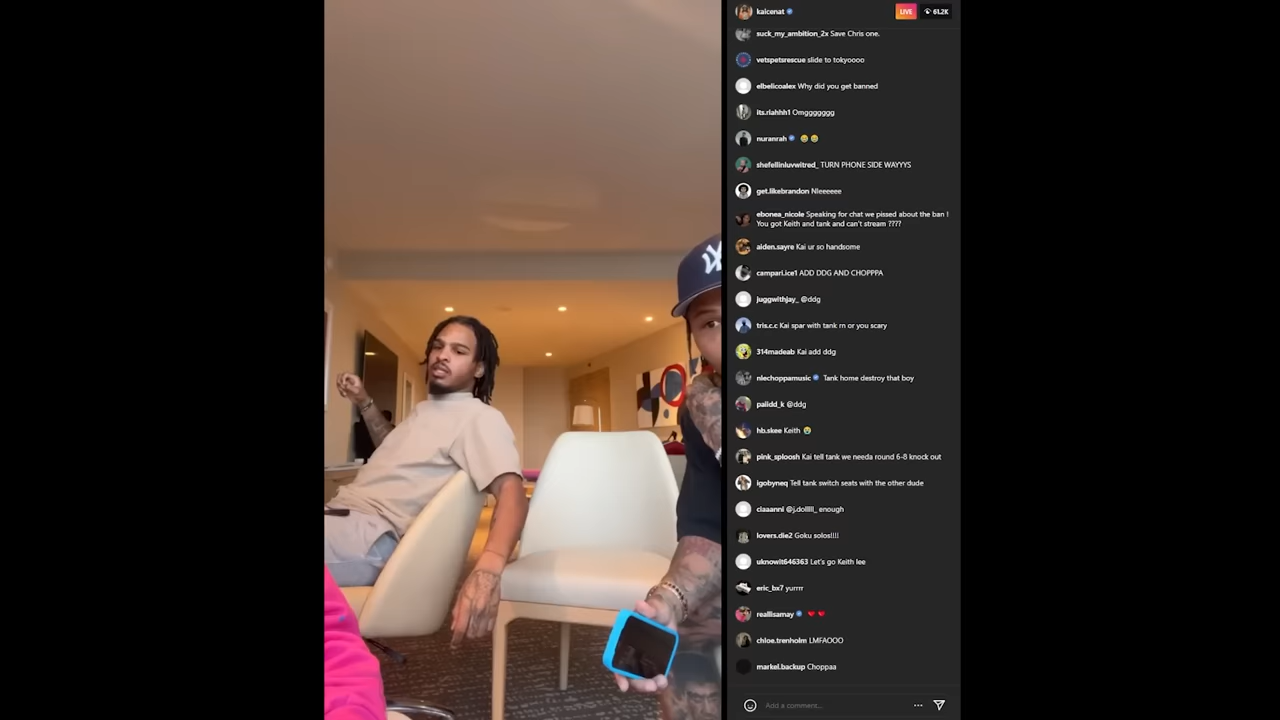 kaicenat
LIVE
61.2K
suck_my_ambition_2x Save Chris one.
vetspetsrescue slide to tokyoooo
elbelicoalex Why did you get banned
its.riahhh1 Omggggggg
nuranrah
shefellinluvwitred_ TURN PHONE SIDE WAYYYS
get.likebrandon Nleeeeee
ebonea_nicole Speaking for chat we pissed about the ban !
You got Keith and tank and can't stream ????
aiden.sayre Kai ur so handsome
campari.ice1 ADD DDG AND CHOPPPA
juggwithjay_ @ddg
tris.c.c Kai spar with tank rn or you scary
314madeab Kai add ddg
nlechoppamusic Tank home destroy that boy
paiidd_k @ddg
hb.skee Keith 😭
pink_sploosh Kai tell tank we needa round 6-8 knock out
igobyneq Tell tank switch seats with the other dude
ciaaanni @j.dollll_ enough
lovers.die2 Goku solos!!!!
uknowit646363 Let's go Keith lee
eric_bx7 yurrrr
reallisamay ❤️ ❤️
chloe.trenholm LMFAOOO
markel.backup Choppaa
Add a comment...